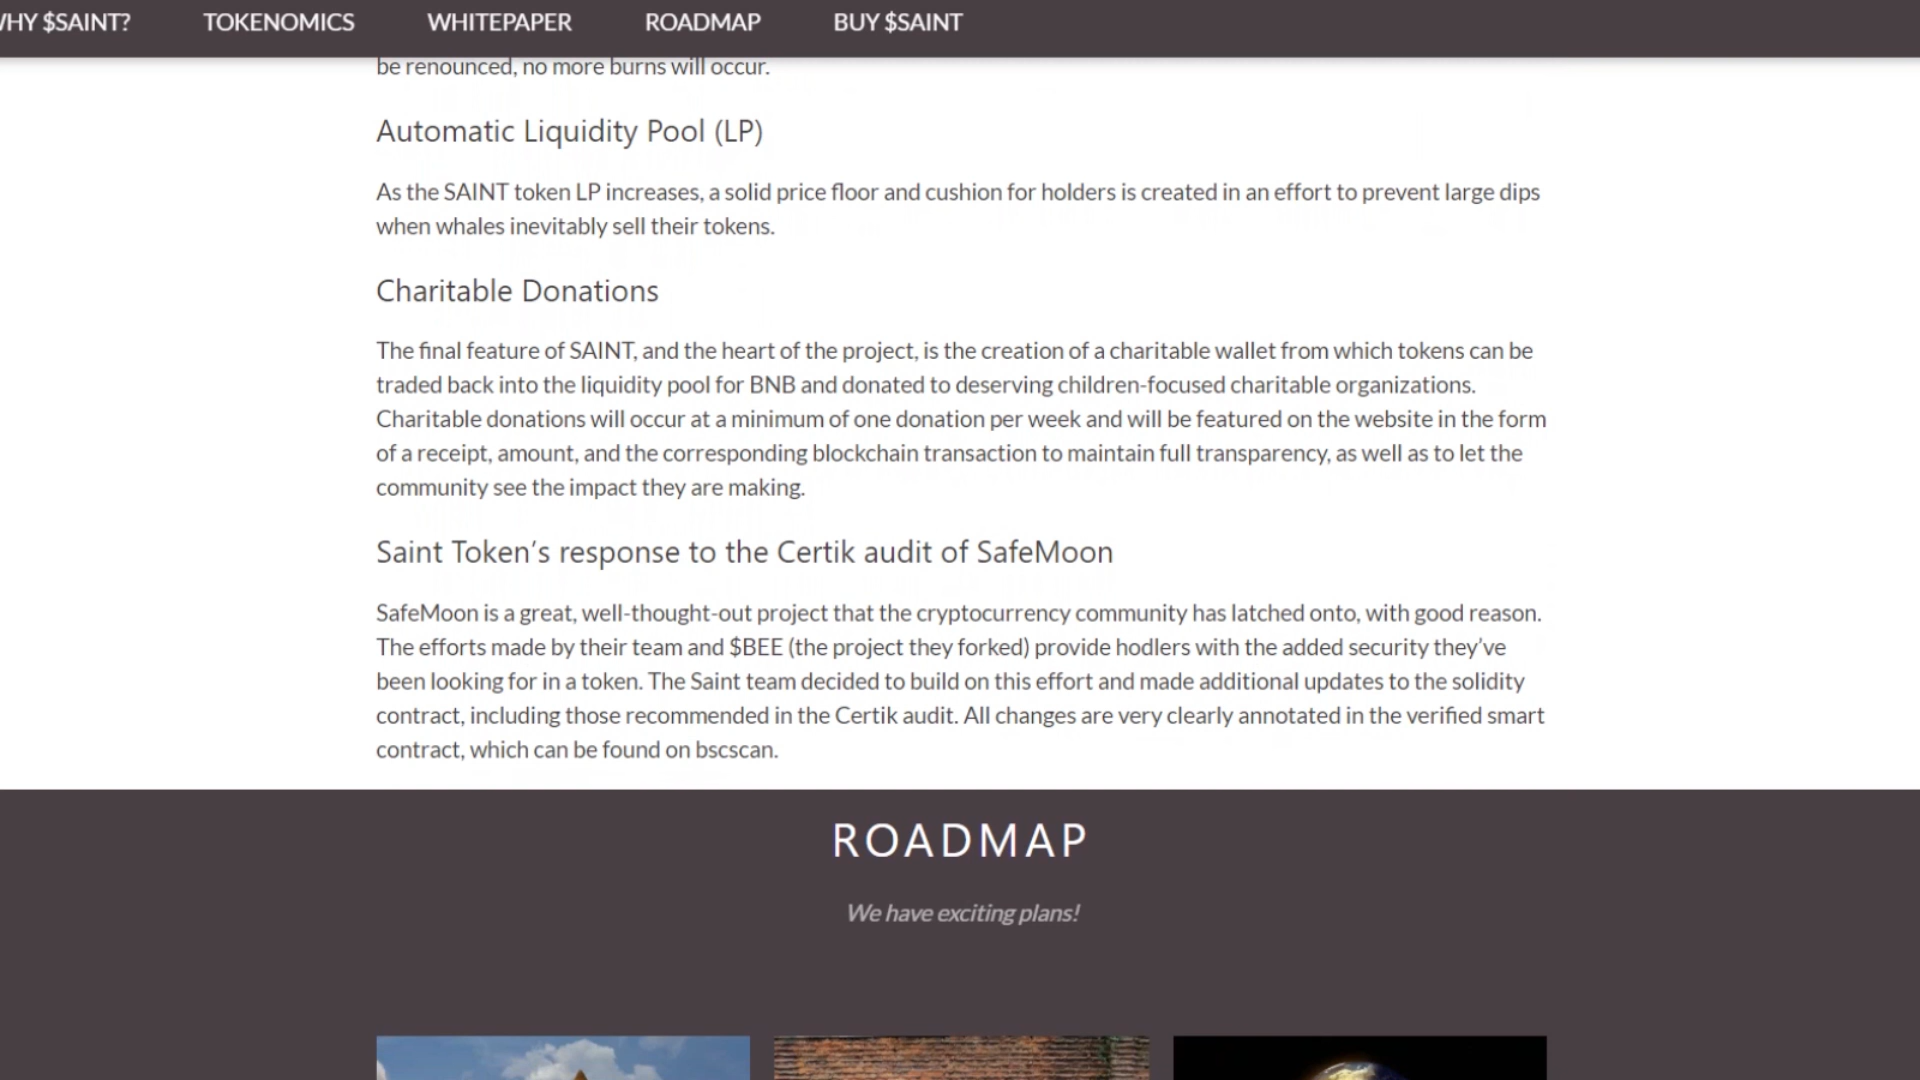 WHY $SAINT? TOKENOMICS WHITEPAPER ROADMAP BUY $SAINT
be renounced, no more burns will occur.
Automatic Liquidity Pool (LP)
As the SAINT token LP increases, a solid price floor and cushion for holders is created in an effort to prevent large dips
when whales inevitably sell their tokens.
Charitable Donations
The final feature of SAINT, and the heart of the project, is the creation of a charitable wallet from which tokens can be
traded back into the liquidity pool for BNB and donated to deserving children-focused charitable organizations.
Charitable donations will occur at a minimum of one donation per week and will be featured on the website in the form
of a receipt, amount, and the corresponding blockchain transaction to maintain full transparency, as well as to let the
community see the impact they are making.
Saint Token’s response to the Certik audit of SafeMoon
SafeMoon is a great, well-thought-out project that the cryptocurrency community has latched onto, with good reason.
The efforts made by their team and $BEE (the project they forked) provide hodlers with the added security they’ve
been looking for in a token. The Saint team decided to build on this effort and made additional updates to the solidity
contract, including those recommended in the Certik audit. All changes are very clearly annotated in the verified smart
contract, which can be found on bscscan.
ROADMAP
We have exciting plans!